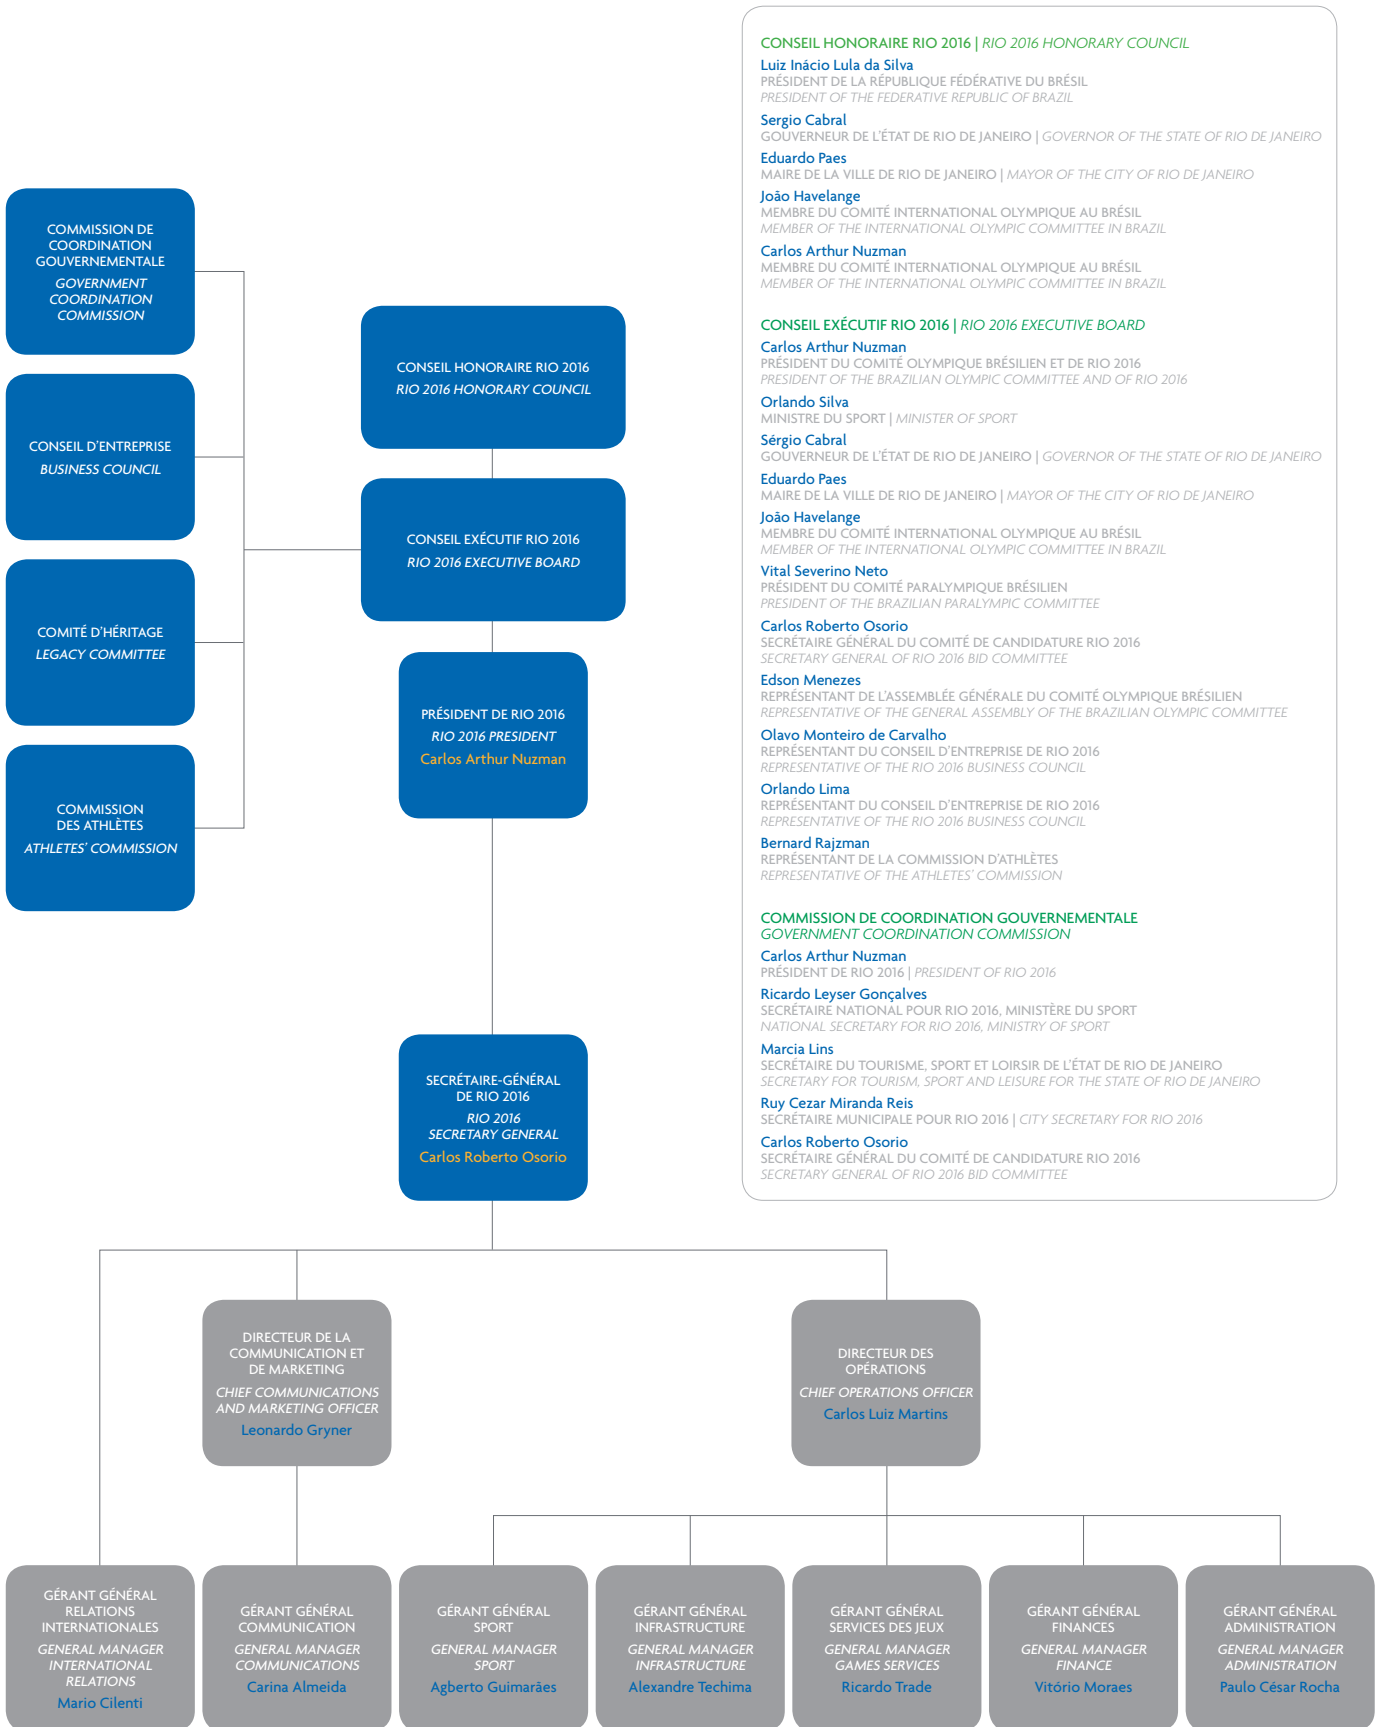 COMMISSION DE
COORDINATION
GOUVERNEMENTALE
GOVERNMENT
COORDINATION
COMMISSION
CONSEIL D'ENTREPRISE
BUSINESS COUNCIL
COMITÉ D'HÉRITAGE
LEGACY COMMITTEE
COMMISSION
DES ATHLÈTES
ATHLETES' COMMISSION
CONSEIL HONORAIRE RIO 2016
RIO 2016 HONORARY COUNCIL
CONSEIL EXÉCUTIF RIO 2016
RIO 2016 EXECUTIVE BOARD
PRÉSIDENT DE RIO 2016
RIO 2016 PRESIDENT
Carlos Arthur Nuzman
SECRÉTAIRE-GÉNÉRAL
DE RIO 2016
RIO 2016
SECRETARY GENERAL
Carlos Roberto Osorio
CONSEIL HONORAIRE RIO 2016 | RIO 2016 HONORARY COUNCIL
Luiz Inácio Lula da Silva
PRÉSIDENT DE LA RÉPUBLIQUE FÉDÉRATIVE DU BRÉSIL
PRESIDENT OF THE FEDERATIVE REPUBLIC OF BRAZIL
Sergio Cabral
GOUVERNEUR DE L'ÉTAT DE RIO DE JANEIRO | GOVERNOR OF THE STATE OF RIO DE JANEIRO
Eduardo Paes
MAIRE DE LA VILLE DE RIO DE JANEIRO | MAYOR OF THE CITY OF RIO DE JANEIRO
João Havelange
MEMBRE DU COMITÉ INTERNATIONAL OLYMPIQUE AU BRÉSIL
MEMBER OF THE INTERNATIONAL OLYMPIC COMMITTEE IN BRAZIL
Carlos Arthur Nuzman
MEMBRE DU COMITÉ INTERNATIONAL OLYMPIQUE AU BRÉSIL
MEMBER OF THE INTERNATIONAL OLYMPIC COMMITTEE IN BRAZIL
CONSEIL EXÉCUTIF RIO 2016 | RIO 2016 EXECUTIVE BOARD
Carlos Arthur Nuzman
PRÉSIDENT DU COMITÉ OLYMPIQUE BRÉSILIEN ET DE RIO 2016
PRESIDENT OF THE BRAZILIAN OLYMPIC COMMITTEE AND OF RIO 2016
Orlando Silva
MINISTRE DU SPORT | MINISTER OF SPORT
Sérgio Cabral
GOUVERNEUR DE L'ÉTAT DE RIO DE JANEIRO | GOVERNOR OF THE STATE OF RIO DE JANEIRO
Eduardo Paes
MAIRE DE LA VILLE DE RIO DE JANEIRO | MAYOR OF THE CITY OF RIO DE JANEIRO
João Havelange
MEMBRE DU COMITÉ INTERNATIONAL OLYMPIQUE AU BRÉSIL
MEMBER OF THE INTERNATIONAL OLYMPIC COMMITTEE IN BRAZIL
Vital Severino Neto
PRÉSIDENT DU COMITÉ PARALYMPIQUE BRÉSILIEN
PRESIDENT OF THE BRAZILIAN PARALYMPIC COMMITTEE
Carlos Roberto Osorio
SECRÉTAIRE GÉNÉRAL DU COMITÉ DE CANDIDATURE RIO 2016
SECRETARY GENERAL OF RIO 2016 BID COMMITTEE
Edson Menezes
REPRÉSENTANT DE L'ASSEMBLÉE GÉNÉRALE DU COMITÉ OLYMPIQUE BRÉSILIEN
REPRESENTATIVE OF THE GENERAL ASSEMBLY OF THE BRAZILIAN OLYMPIC COMMITTEE
Olavo Monteiro de Carvalho
REPRÉSENTANT DU CONSEIL D'ENTREPRISE DE RIO 2016
REPRESENTATIVE OF THE RIO 2016 BUSINESS COUNCIL
Orlando Lima
REPRÉSENTANT DU CONSEIL D'ENTREPRISE DE RIO 2016
REPRESENTATIVE OF THE RIO 2016 BUSINESS COUNCIL
Bernard Rajzman
REPRÉSENTANT DE LA COMMISSION D'ATHLÈTES
REPRESENTATIVE OF THE ATHLETES' COMMISSION
COMMISSION DE COORDINATION GOUVERNEMENTALE
GOVERNMENT COORDINATION COMMISSION
Carlos Arthur Nuzman
PRÉSIDENT DE RIO 2016 | PRESIDENT OF RIO 2016
Ricardo Leyser Gonçalves
SECRÉTAIRE NATIONAL POUR RIO 2016, MINISTÈRE DU SPORT
NATIONAL SECRETARY FOR RIO 2016, MINISTRY OF SPORT
Marcia Lins
SECRÉTAIRE DU TOURISME, SPORT ET LOIRSIR DE L'ÉTAT DE RIO DE JANEIRO
SECRETARY FOR TOURISM, SPORT AND LEISURE FOR THE STATE OF RIO DE JANEIRO
Ruy Cezar Miranda Reis
SECRÉTAIRE MUNICIPALE POUR RIO 2016 | CITY SECRETARY FOR RIO 2016
Carlos Roberto Osorio
SECRÉTAIRE GÉNÉRAL DU COMITÉ DE CANDIDATURE RIO 2016
SECRETARY GENERAL OF RIO 2016 BID COMMITTEE
DIRECTEUR DE LA
COMMUNICATION ET
DE MARKETING
CHIEF COMMUNICATIONS
AND MARKETING OFFICER
Leonardo Gryner
DIRECTEUR DES
OPÉRATIONS
CHIEF OPERATIONS OFFICER
Carlos Luiz Martins
GÉRANT GÉNÉRAL
RELATIONS
INTERNATIONALES
GENERAL MANAGER
INTERNATIONAL
RELATIONS
Mario Cilenti
GÉRANT GÉNÉRAL
COMMUNICATION
GENERAL MANAGER
COMMUNICATIONS
Carina Almeida
GÉRANT GÉNÉRAL
SPORT
GENERAL MANAGER
SPORT
Agberto Guimarães
GÉRANT GÉNÉRAL
INFRASTRUCTURE
GENERAL MANAGER
INFRASTRUCTURE
Alexandre Techima
GÉRANT GÉNÉRAL
SERVICES DES JEUX
GENERAL MANAGER
GAMES SERVICES
Ricardo Trade
GÉRANT GÉNÉRAL
FINANCES
GENERAL MANAGER
FINANCE
Vitório Moraes
GÉRANT GÉNÉRAL
ADMINISTRATION
GENERAL MANAGER
ADMINISTRATION
Paulo César Rocha